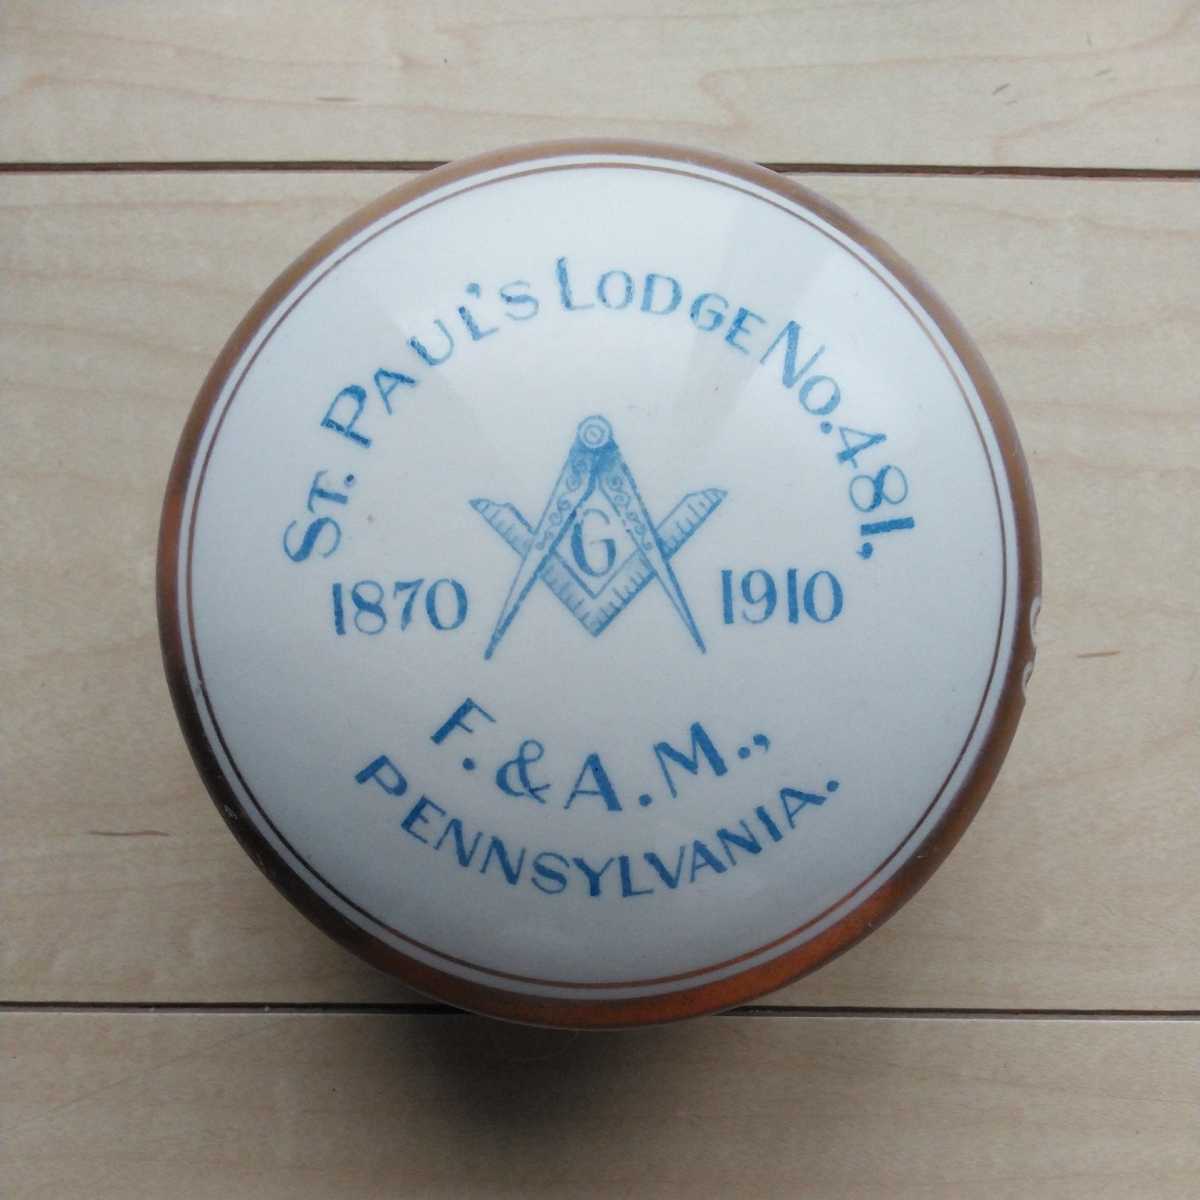 ST. PAUL'S LODGE NO. 481,
G
1870 1910
F. & A. M.,
PENNSYLVANIA.